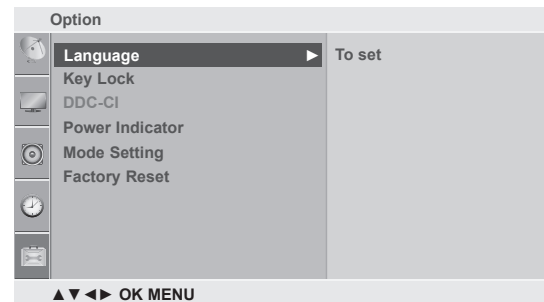 Option
Language ► To set
Key Lock
DDC-CI
Power Indicator
Mode Setting
Factory Reset
▲▼◄► OK MENU